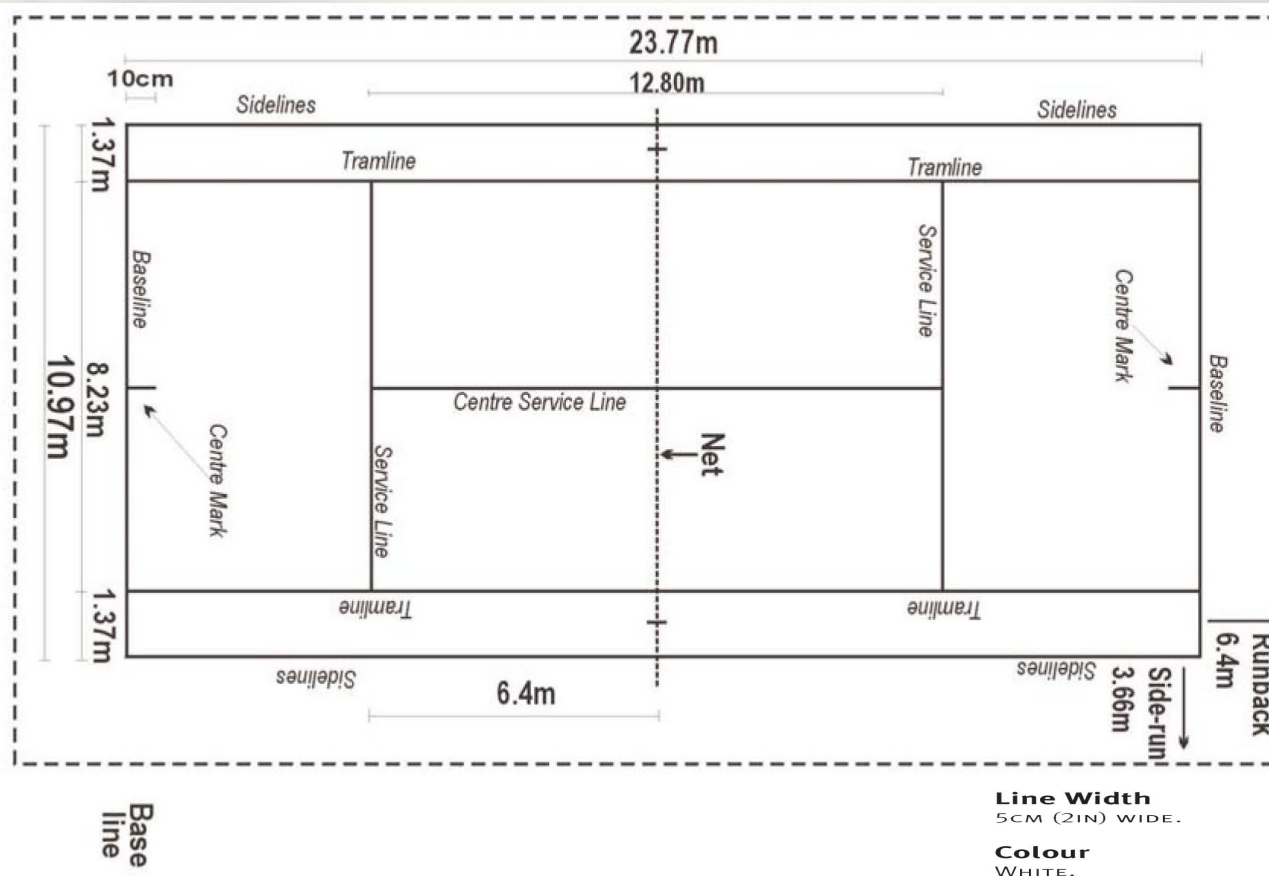 23.77m
10cm
12.80m
Sidelines
Sidelines
1.37m
Tramline
Tramline
Baseline
Service Line
Centre Mark
Baseline
10.97m
8.23m
Centre Service Line
Net
Centre Mark
Service Line
1.37m
Tramline
Tramline
Sidelines
Sidelines
6.4m
Runback
6.4m
Side-run
3.66m
Base
line
Line Width
5CM (2IN) WIDE.
Colour
WHITE.